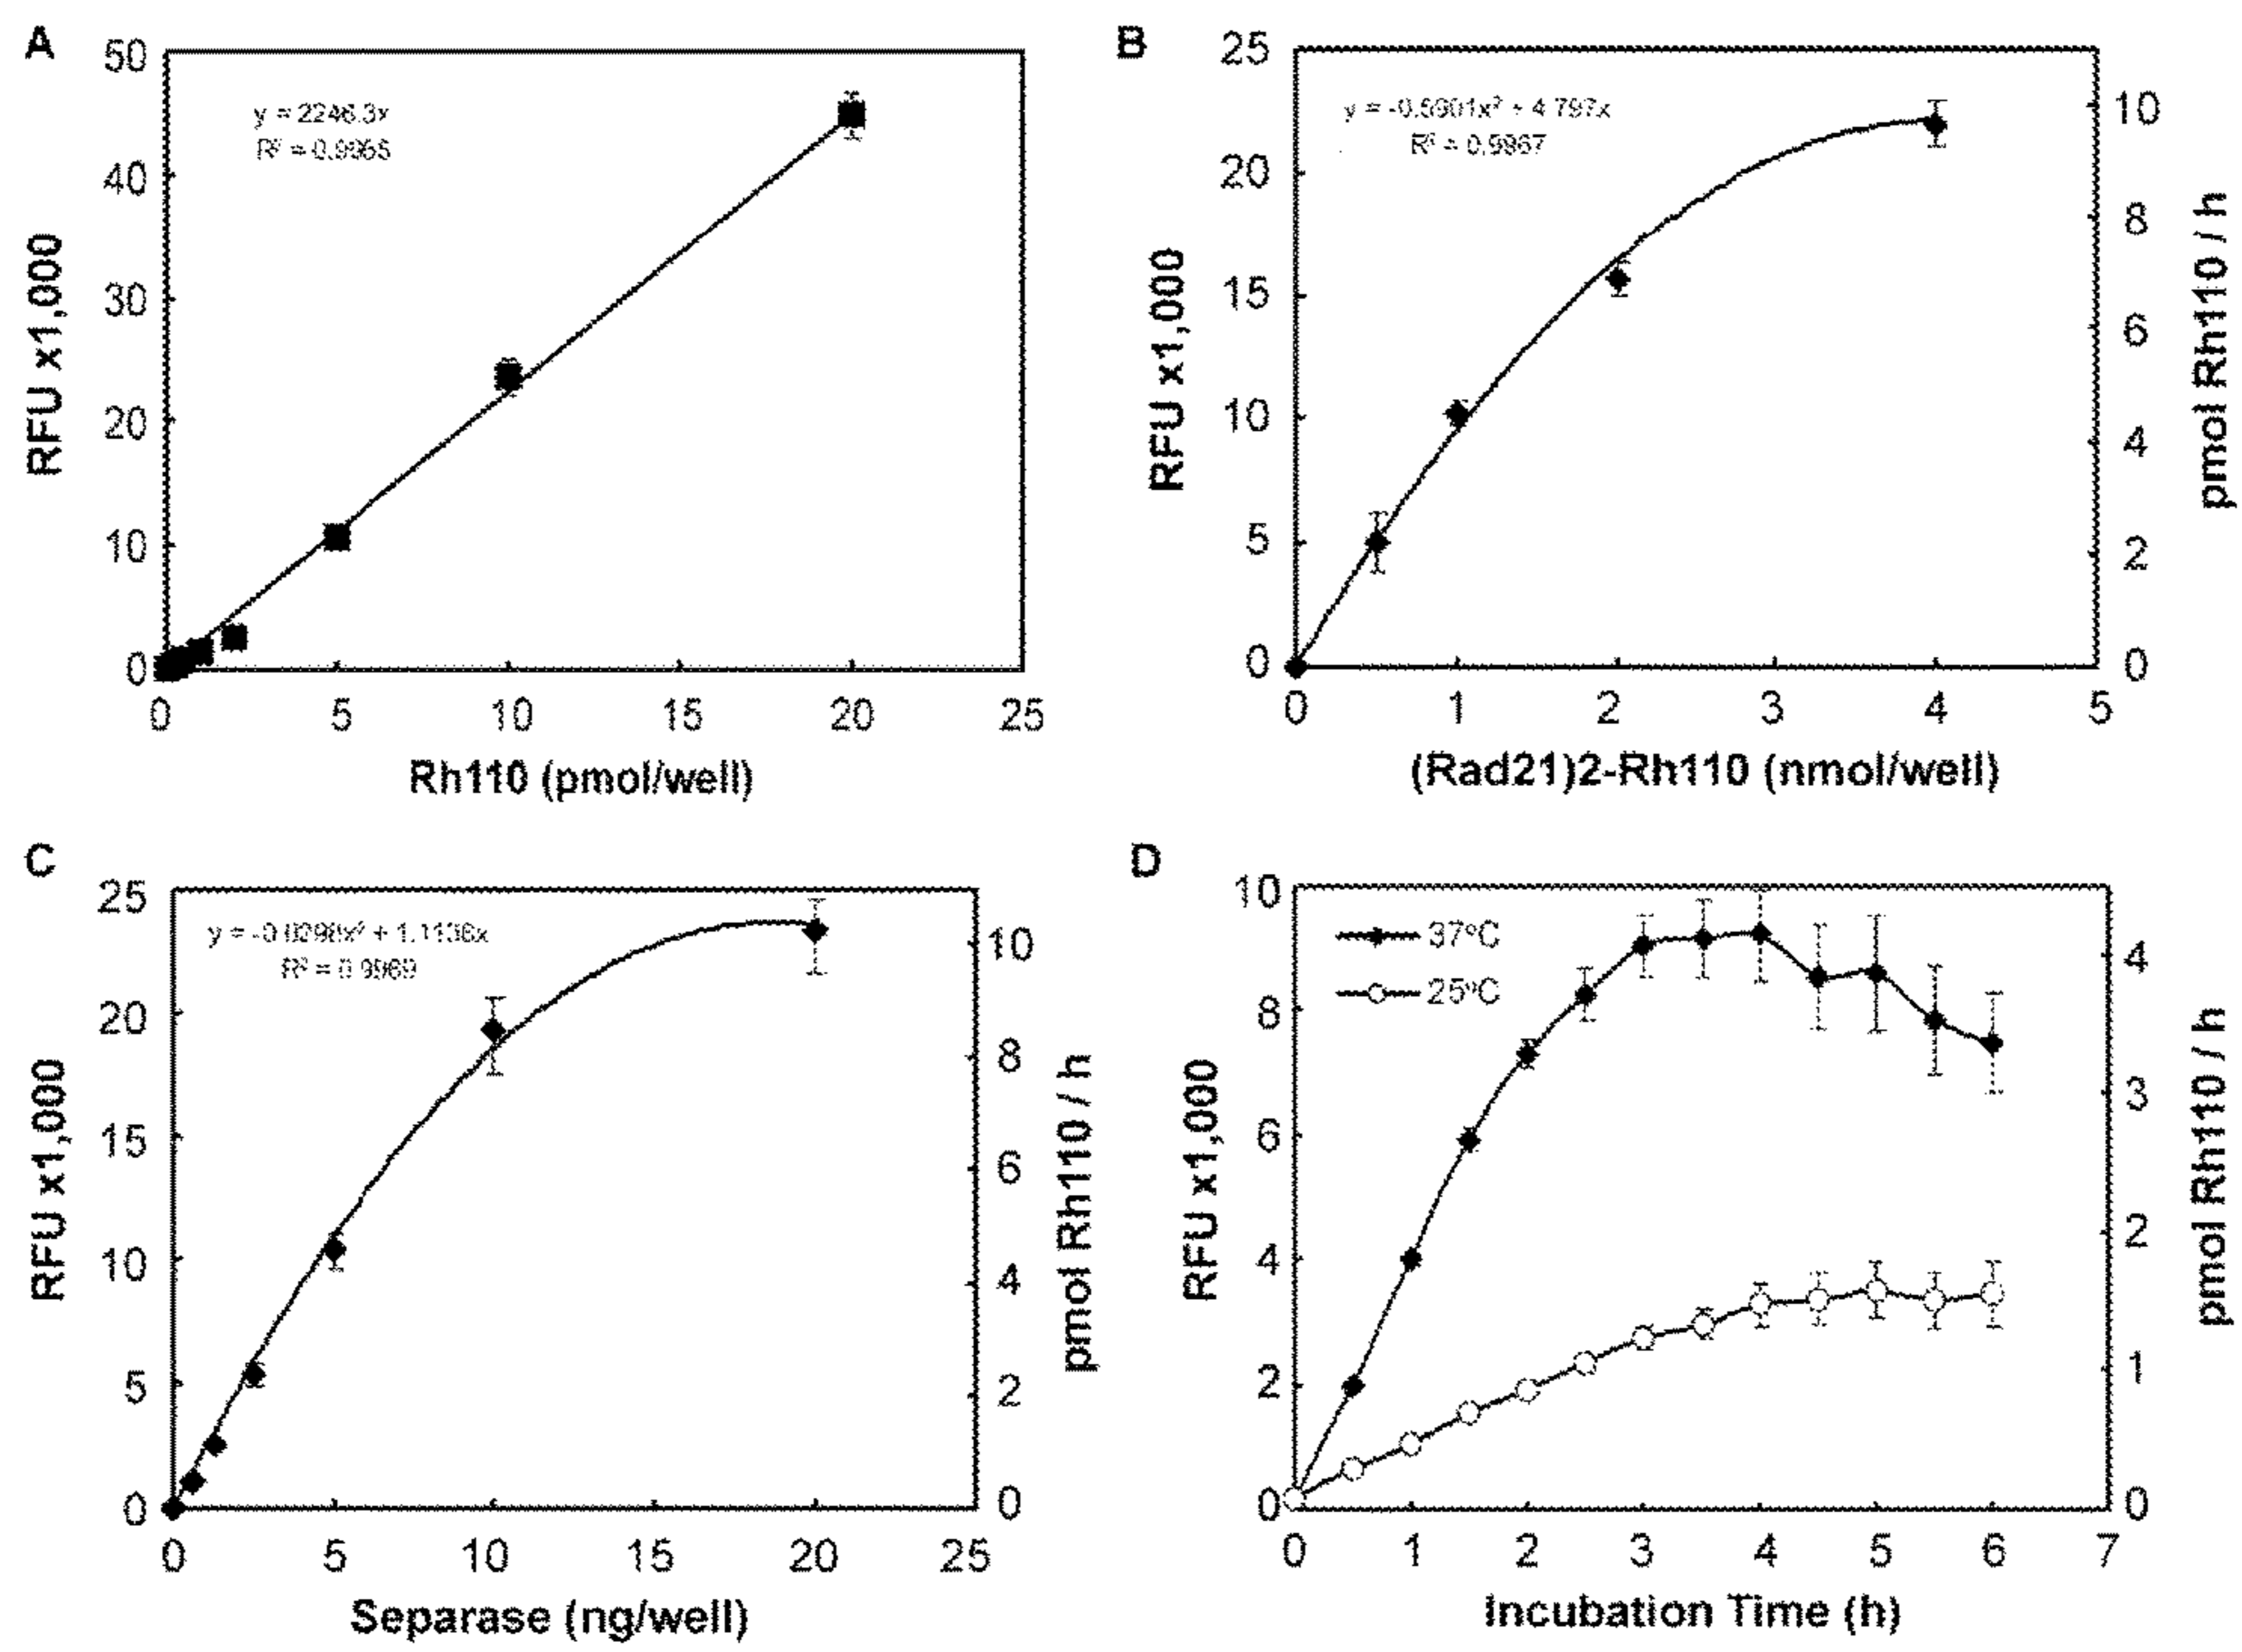 A
50
40
30
20
10
0
RFU x1,000
y = 2246.3x
0 5 10 15 20 25
Rh110 (pmol/well)
B
25
20
15
10
5
0
RFU x1,000
10
8
6
4
2
0
pmol Rh110 / h
0 1 2 3 4 5
(Rad21)2-Rh110 (nmol/well)
C
25
20
15
10
5
0
RFU x1,000
10
8
6
4
2
0
pmol Rh110 / h
0 5 10 15 20 25
Separase (ng/well)
D
10
8
6
4
2
0
RFU x1,000
37ºC
25ºC
4
3
2
1
0
pmol Rh110 / h
0 1 2 3 4 5 6 7
Incubation Time (h)